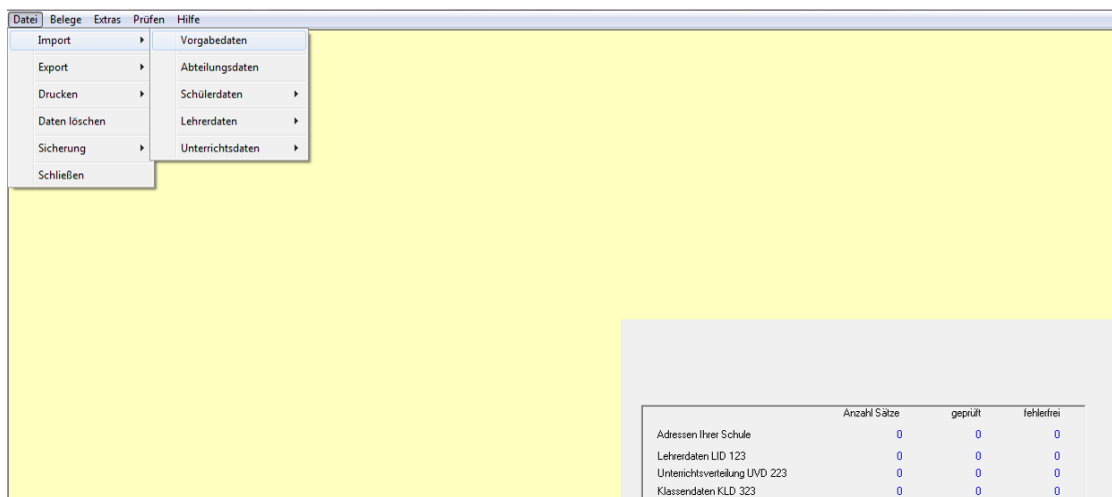 Datei Belege Extras Prüfen Hilfe
Import
Export
Drucken
Daten löschen
Sicherung
Schließen
Vorgabedaten
Abteilungsdaten
Schülerdaten
Lehrerdaten
Unterrichtsdaten
Anzahl Sätze geprüft fehlerfrei
Adressen Ihrer Schule 0 0 0
Lehrerdaten LID 123 0 0 0
Unterrichtsverteilung UVD 223 0 0 0
Klassendaten KLD 323 0 0 0